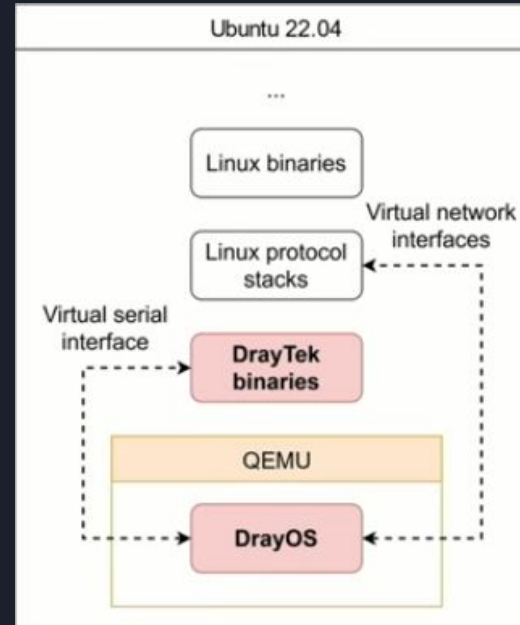 Ubuntu 22.04
...
Linux binaries
Virtual network
interfaces
Linux protocol
stacks
Virtual serial
interface
DrayTek
binaries
QEMU
DrayOS